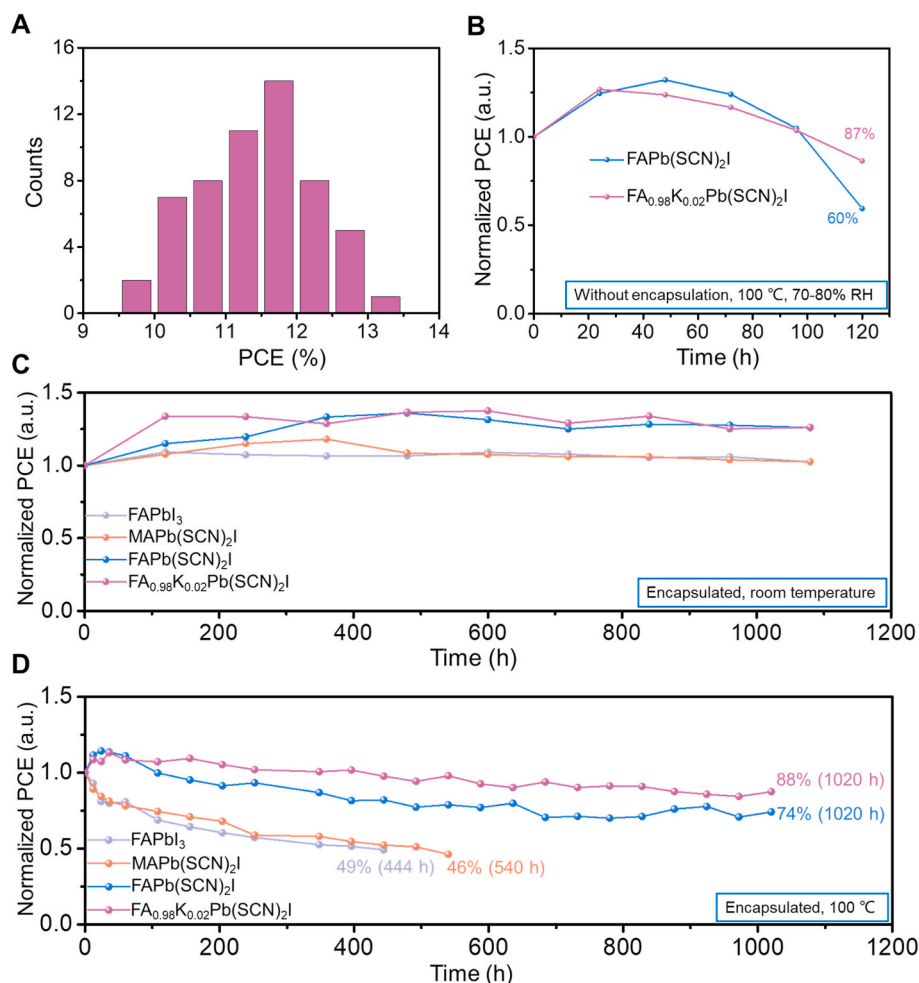 A
16
12
8
4
0
Counts
9 10 11 12 13 14
PCE (%)
B
1.5
1.0
0.5
0.0
Normalized PCE (a.u.)
87%
FAPb(SCN)₂I
FA₀.₉₈K₀.₀₂Pb(SCN)₂I
60%
Without encapsulation, 100 ℃, 70-80% RH
0 20 40 60 80 100 120
Time (h)
C
1.5
1.0
0.5
0.0
Normalized PCE (a.u.)
FAPbI₃
MAPb(SCN)₂I
FAPb(SCN)₂I
FA₀.₉₈K₀.₀₂Pb(SCN)₂I
Encapsulated, room temperature
0 200 400 600 800 1000 1200
Time (h)
D
1.5
1.0
0.5
0.0
Normalized PCE (a.u.)
88% (1020 h)
74% (1020 h)
FAPbI₃
MAPb(SCN)₂I
FAPb(SCN)₂I
FA₀.₉₈K₀.₀₂Pb(SCN)₂I
49% (444 h) 46% (540 h)
Encapsulated, 100 ℃
0 200 400 600 800 1000 1200
Time (h)